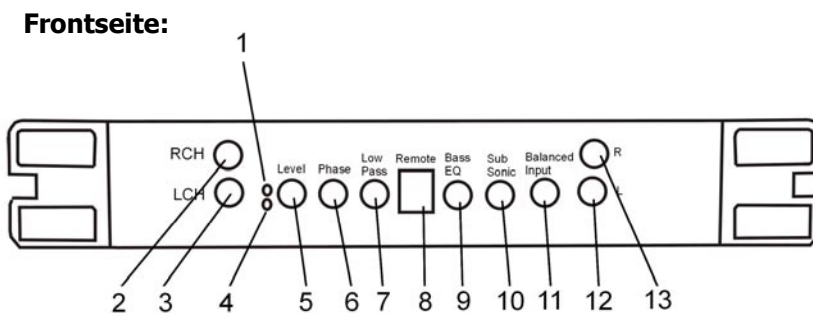 Frontseite:
1
RCH
LCH
Level
Phase
Low
Pass
Remote
Bass
EQ
Sub
Sonic
Balanced
Input
R
L
2 3 4 5 6 7 8 9 10 11 12 13